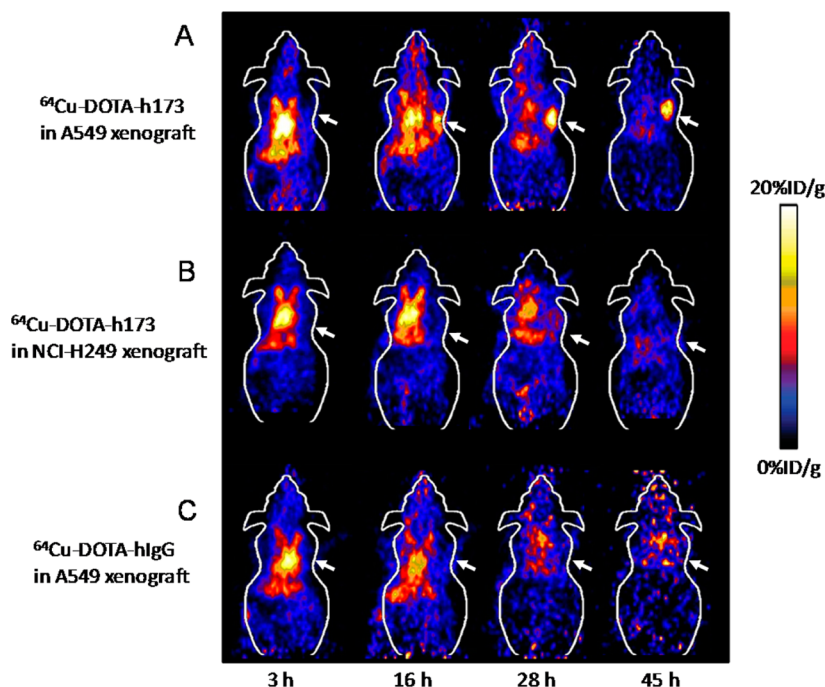 A
⁶⁴Cu-DOTA-h173
in A549 xenograft
20%ID/g
B
⁶⁴Cu-DOTA-h173
in NCI-H249 xenograft
0%ID/g
C
⁶⁴Cu-DOTA-hIgG
in A549 xenograft
3 h 16 h 28 h 45 h